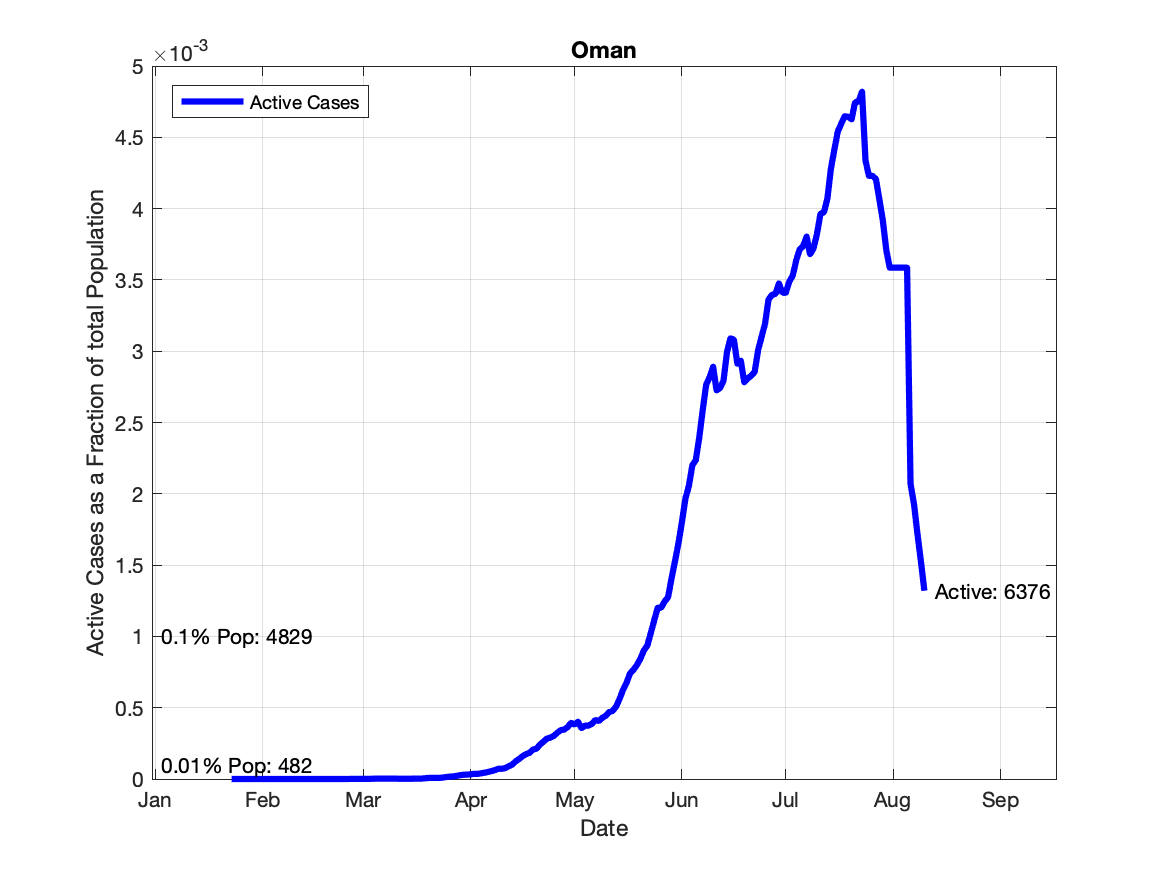 Oman
×10-3
5
4.5
4
3.5
3
2.5
2
1.5
1
0.5
0
Active Cases as a Fraction of total Population
Active Cases
0.1% Pop: 4829
0.01% Pop: 482
Active: 6376
Jan Feb Mar Apr May Jun Jul Aug Sep
Date